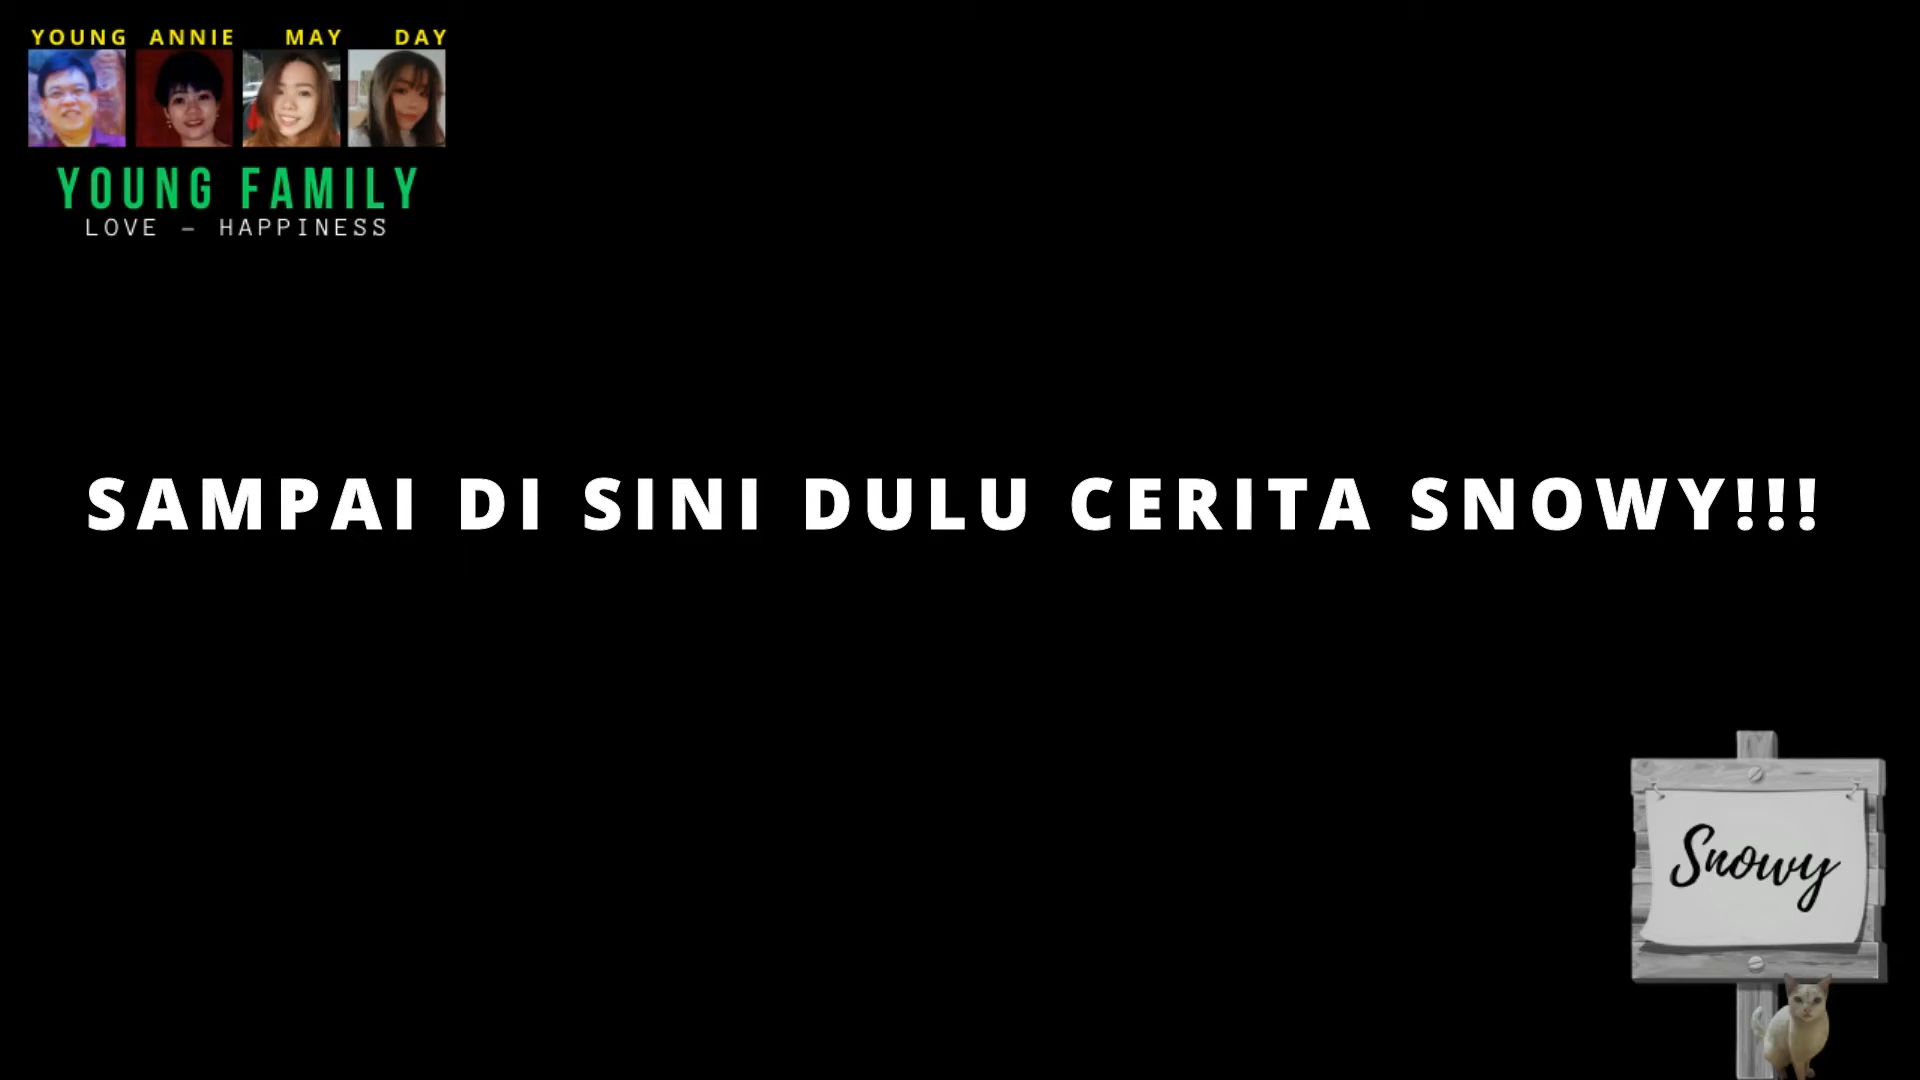 YOUNG ANNIE MAY DAY
YOUNG FAMILY
LOVE – HAPPINESS
SAMPAI DI SINI DULU CERITA SNOWY!!!
Snowy